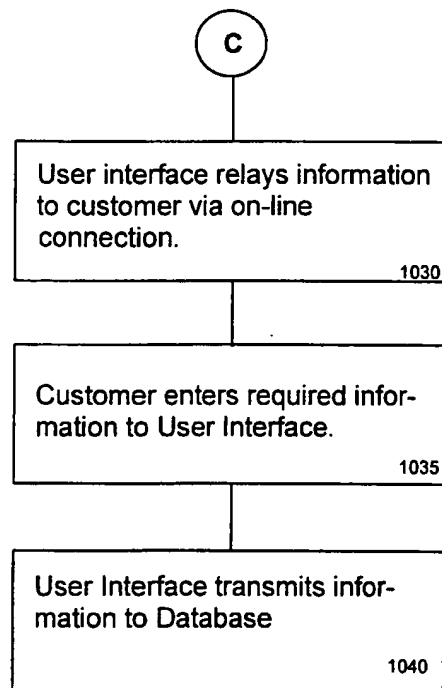 C
User interface relays information
to customer via on-line
connection.
1030
Customer enters required infor-
mation to User Interface.
1035
User Interface transmits infor-
mation to Database
1040